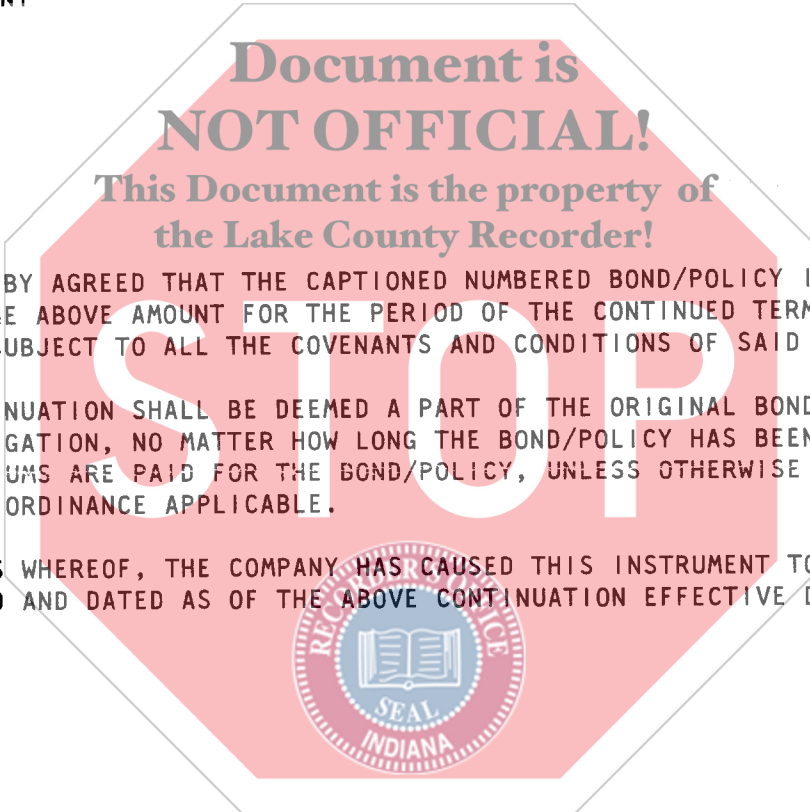 Document is
NOT OFFICIAL!
This Document is the property of
the Lake County Recorder!
BY AGREED THAT THE CAPTIONED NUMBERED BOND/POLICY
ABOVE AMOUNT FOR THE PERIOD OF THE CONTINUED TERM
SUBJECT TO ALL THE COVENANTS AND CONDITIONS OF SAID
STOP
NUATION SHALL BE DEEMED A PART OF THE ORIGINAL BOND
GATION, NO MATTER HOW LONG THE BOND/POLICY HAS BEEN
UMS ARE PAID FOR THE BOND/POLICY, UNLESS OTHERWISE
ORDINANCE APPLICABLE.
S WHEREOF, THE COMPANY HAS CAUSED THIS INSTRUMENT TO
AND DATED AS OF THE ABOVE CONTINUATION EFFECTIVE D
RECORDER'S OFFICE
SEAL
INDIANA